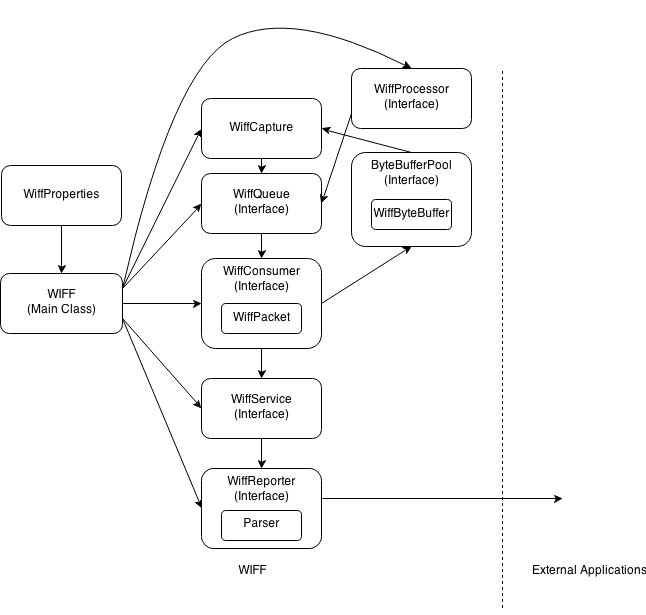 WiffProcessor
(Interface)
WiffCapture
ByteBufferPool
(Interface)
WiffByteBuffer
WiffProperties
WiffQueue
(Interface)
WiffConsumer
(Interface)
WiffPacket
WIFF
(Main Class)
WiffService
(Interface)
WiffReporter
(Interface)
Parser
WIFF
External Applications